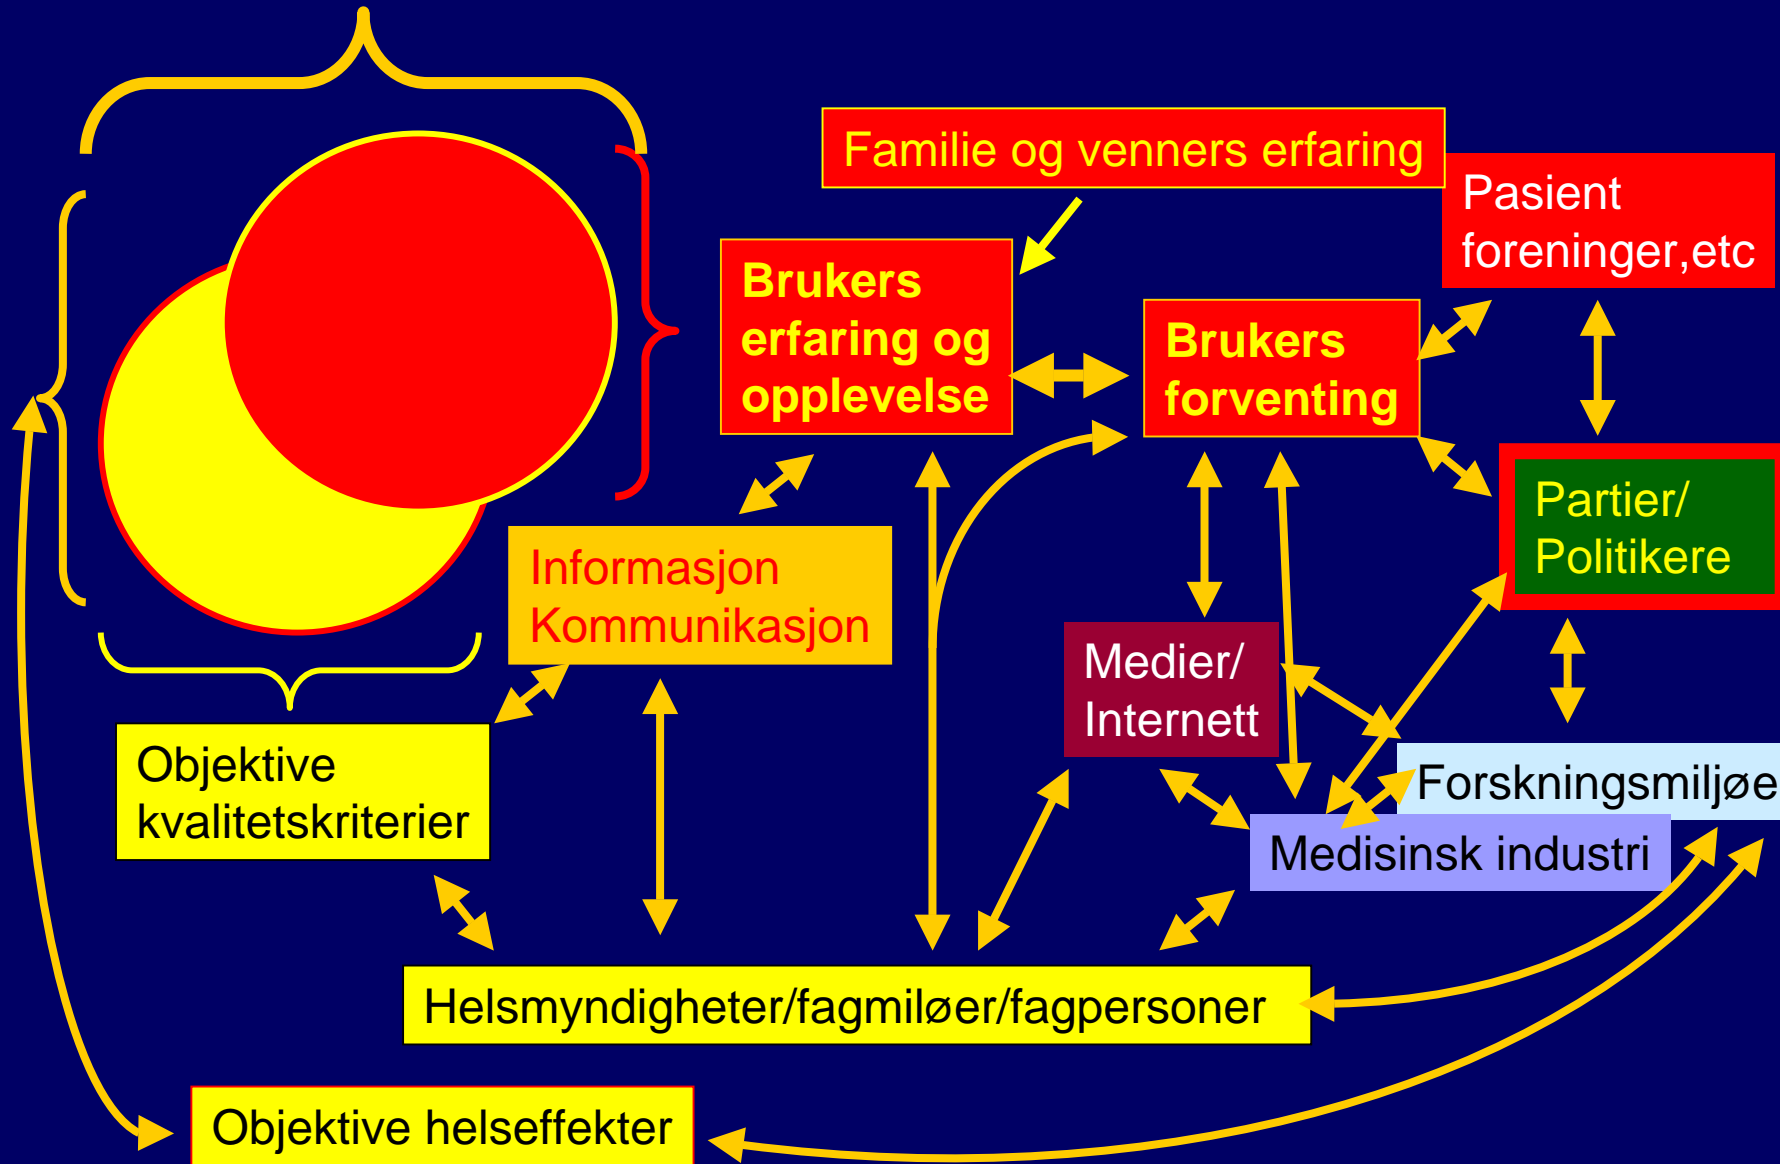 Familie og venners erfaring
Pasient
foreninger,etc
Brukers
erfaring og
opplevelse
Brukers
forventing
Partier/
Politikere
Informasjon
Kommunikasjon
Medier/
Internett
Objektive
kvalitetskriterier
Forskningsmiljøe
Medisinsk industri
Helsmyndigheter/fagmiløer/fagpersoner
Objektive helseffekter